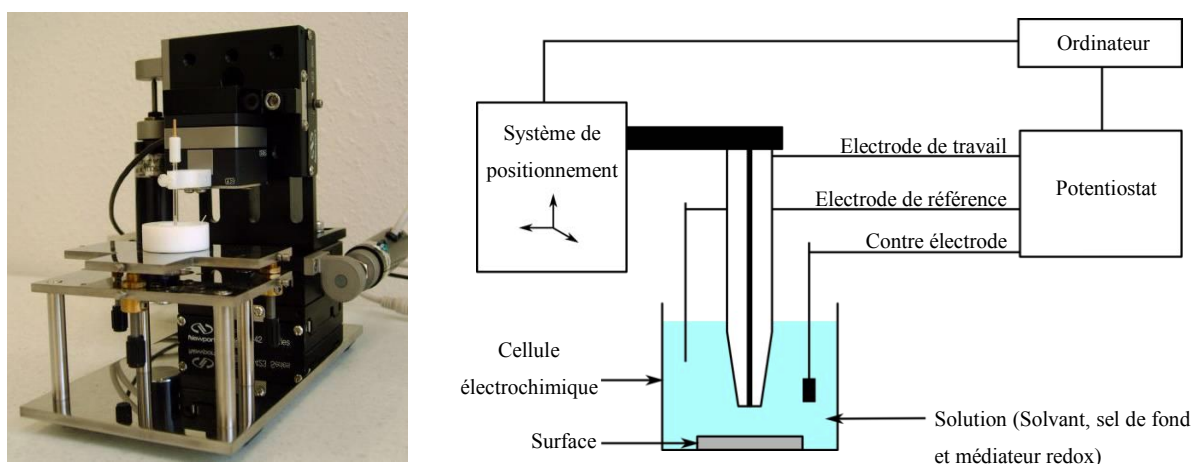 Ordinateur
Système de
positionnement
Electrode de travail
Electrode de référence
Contre électrode
Potentiostat
Cellule
électrochimique
Surface
Solution (Solvant, sel de fond
et médiateur redox)
Newport